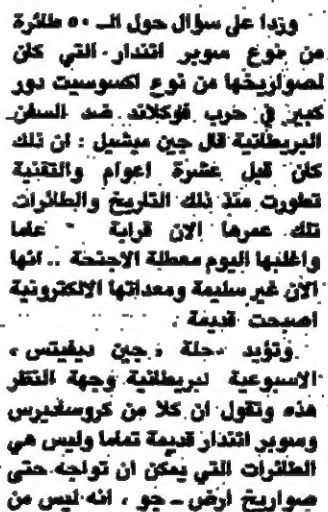 وردا على سؤال حول الـ ٥٠ طائرة
من نوع سوبر اتندار التي كان
لصواريخها من نوع اكسوسيت دور
كبير في حرب فوكلاند ضد السفن
البريطانية قال جين ميشيل : ان ذلك
كان قبل عشرة اعوام والتقنية
تطورت منذ ذلك التاريخ والطائرات
تلك عمرها الان قرابة عاما
واغلبها اليوم معطلة الاجنحة .. انها
الان غير سليمة ومعداتها الالكترونية
اصبحت قديمة .
وتؤيد مجلة « جين ديفينس »
الاسبوعية البريطانية وجهة النظر
هذه وتقول ان كلا من كروسفيرس
وسوبر اتندار قديمة تماما وليس هي
الطائرات التي يمكن ان تواجه حتى
صواريخ ارض ــ جو ، انه ليس من